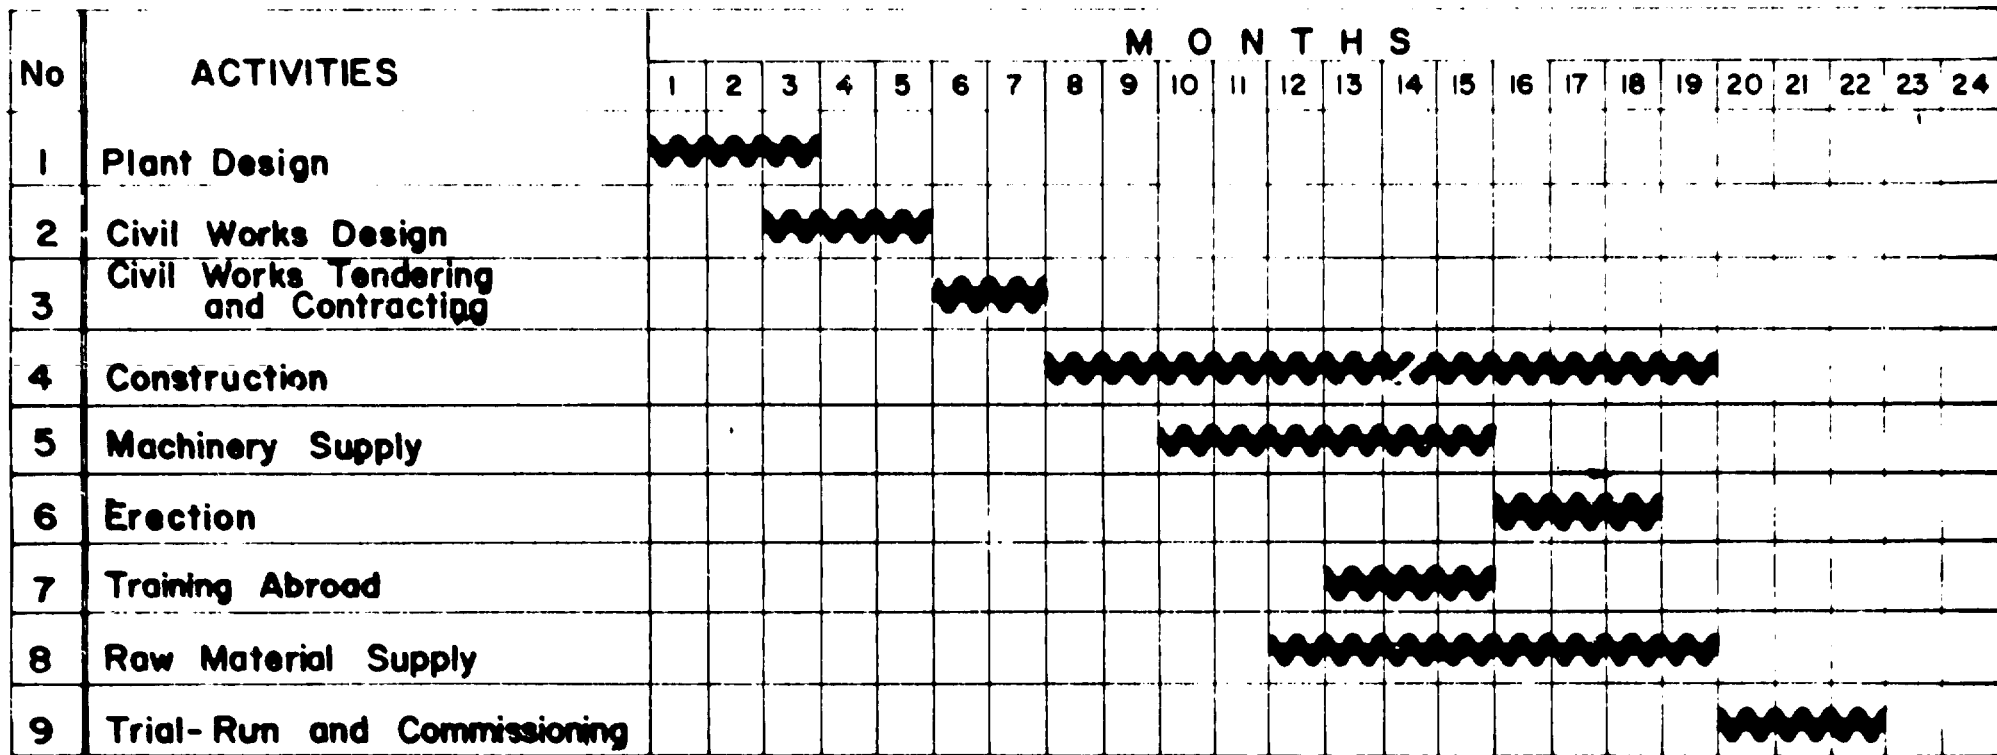 MONTHS
No ACTIVITIES
1 2 3 4 5 6 7 8 9 10 11 12 13 14 15 16 17 18 19 20 21 22 23 24
1 Plant Design
2 Civil Works Design
Civil Works Tendering
3 and Contracting
4 Construction
5 Machinery Supply
6 Erection
7 Training Abroad
8 Raw Material Supply
9 Trial-Run and Commissioning